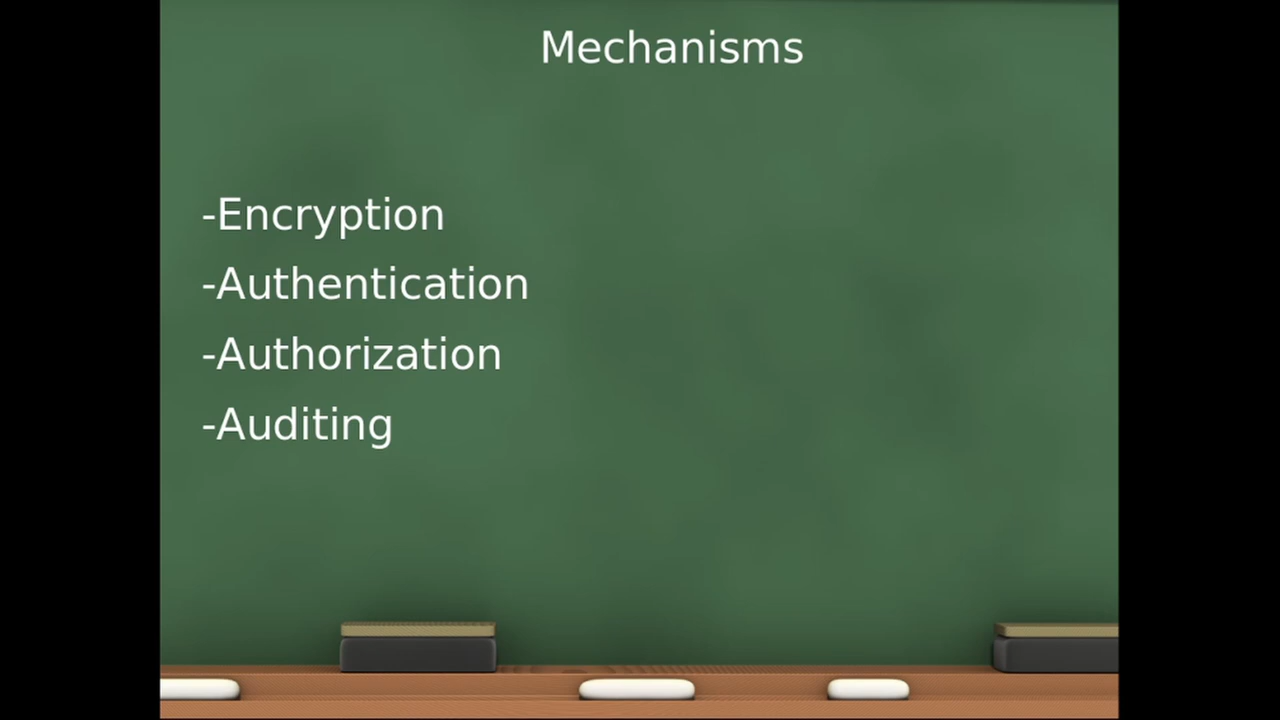 Mechanisms
-Encryption
-Authentication
-Authorization
-Auditing